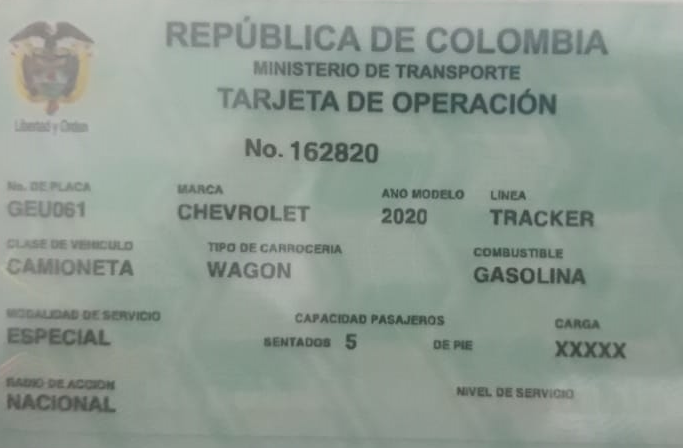 REPÚBLICA DE COLOMBIA
MINISTERIO DE TRANSPORTE
TARJETA DE OPERACIÓN
Libertad y Orden
No. 162820
No. DE PLACA MARCA ANO MODELO LINEA
GEU061 CHEVROLET 2020 TRACKER
CLASE DE VEHICULO TIPO DE CARROCERIA COMBUSTIBLE
CAMIONETA WAGON GASOLINA
MODALIDAD DE SERVICIO CAPACIDAD PASAJEROS CARGA
ESPECIAL SENTADOS 5 DE PIE XXXXX
RADIO DE ACCION NIVEL DE SERVICIO
NACIONAL